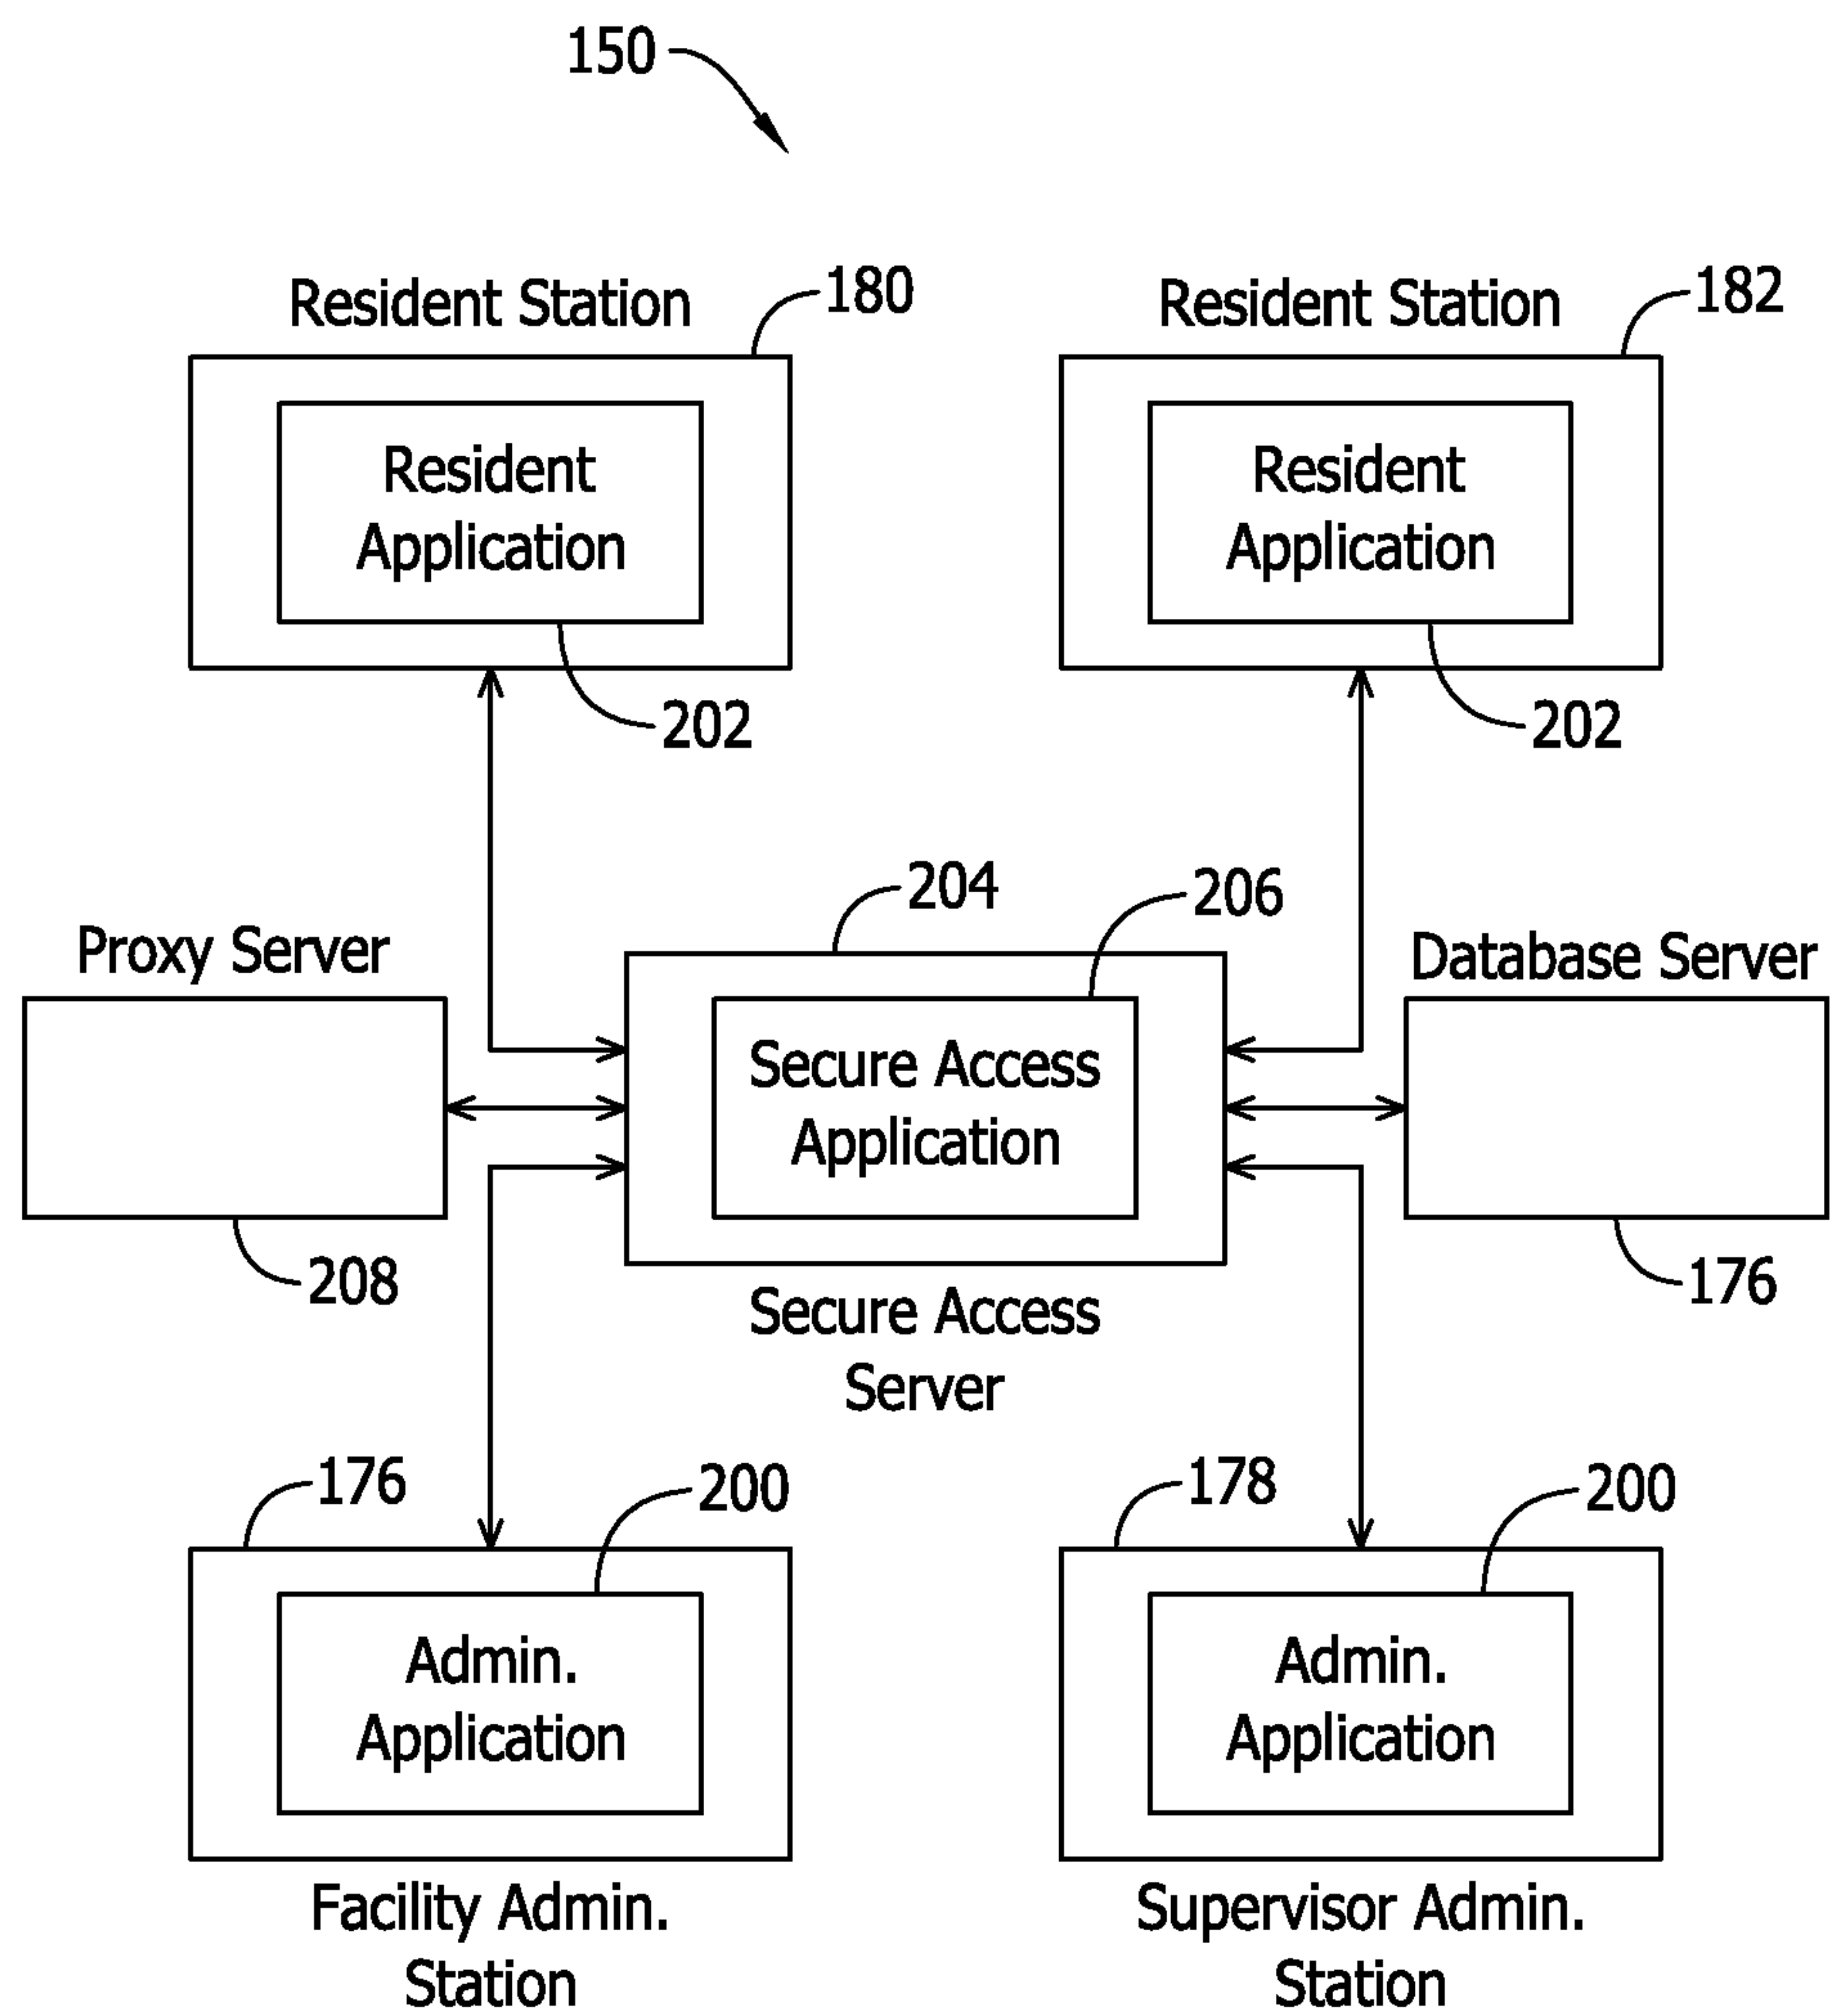 150
Resident Station
180
Resident Station
182
Resident
Application
Resident
Application
202
202
204
206
Proxy Server
Database Server
Secure Access
Application
208
176
Secure Access
Server
176
200
178
200
Admin.
Application
Admin.
Application
Facility Admin.
Station
Supervisor Admin.
Station